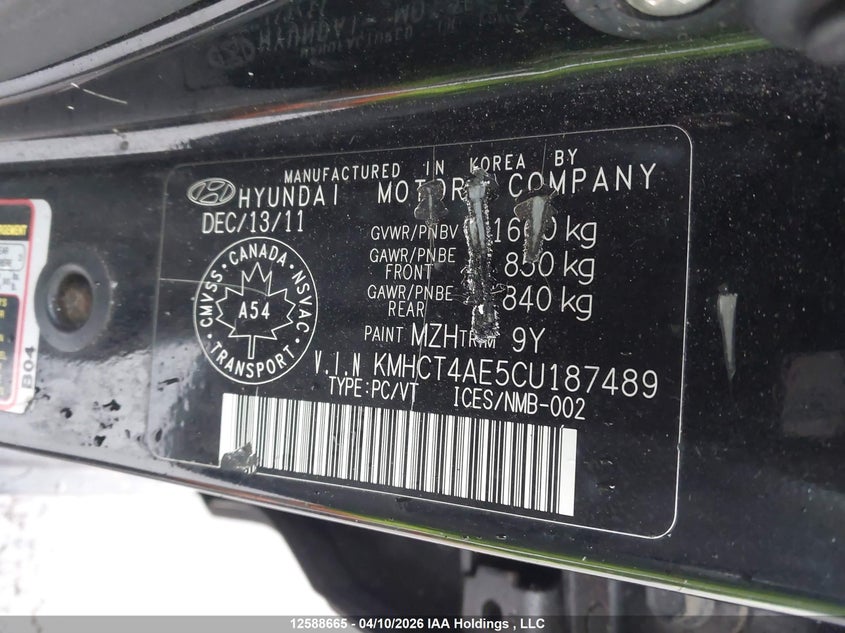 MANUFACTURED IN KOREA BY
HYUNDAI MOTOR COMPANY
DEC/13/11
GVWR/PNBV kg
GAWR/PNBE FRONT 850 kg
GAWR/PNBE REAR 840 kg
PAINT MZH TRIM 9Y
CMVSS · CANADA · NSVAC · TRANSPORT ·
A54
V.I.N KMHCT4AE5CU187489
TYPE:PC/VT ICES/NMB-002
B04
12588665 - 04/10/2026 IAA Holdings , LLC